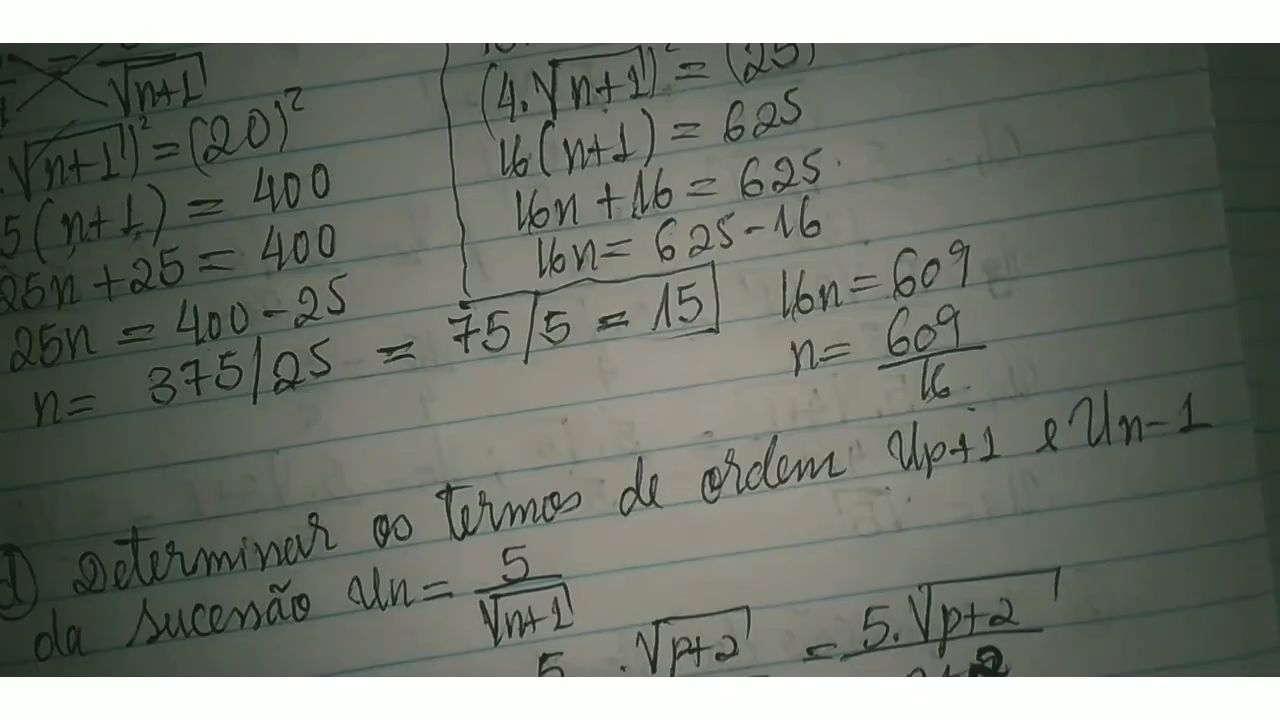 = √n+1
√n+1)² = (20)²
5(n+1) = 400
25n + 25 = 400
25n = 400 - 25
n = 375/25 = 75/5 = 15
(4.√n+1)² = (25)
16(n+1) = 625
16n + 16 = 625
16n = 625 - 16
16n = 609
n = 609/16
d) Determinar os termos de ordem Up+1 e Un-1
da sucessão Un = 5/√n+1
5 . √p+2 = 5.√p+2